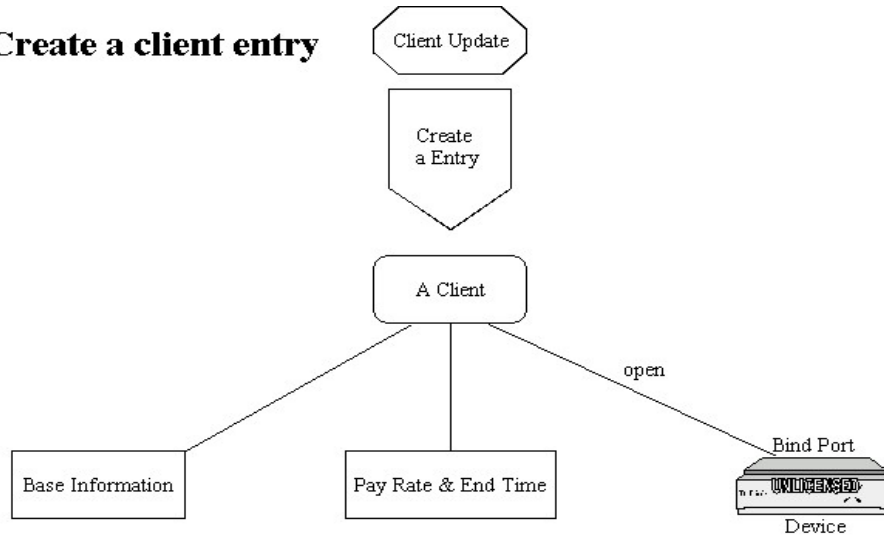 Create a client entry
Client Update
Create
a Entry
A Client
open
Bind Port
Base Information
Pay Rate & End Time
UNLICENSED
Device